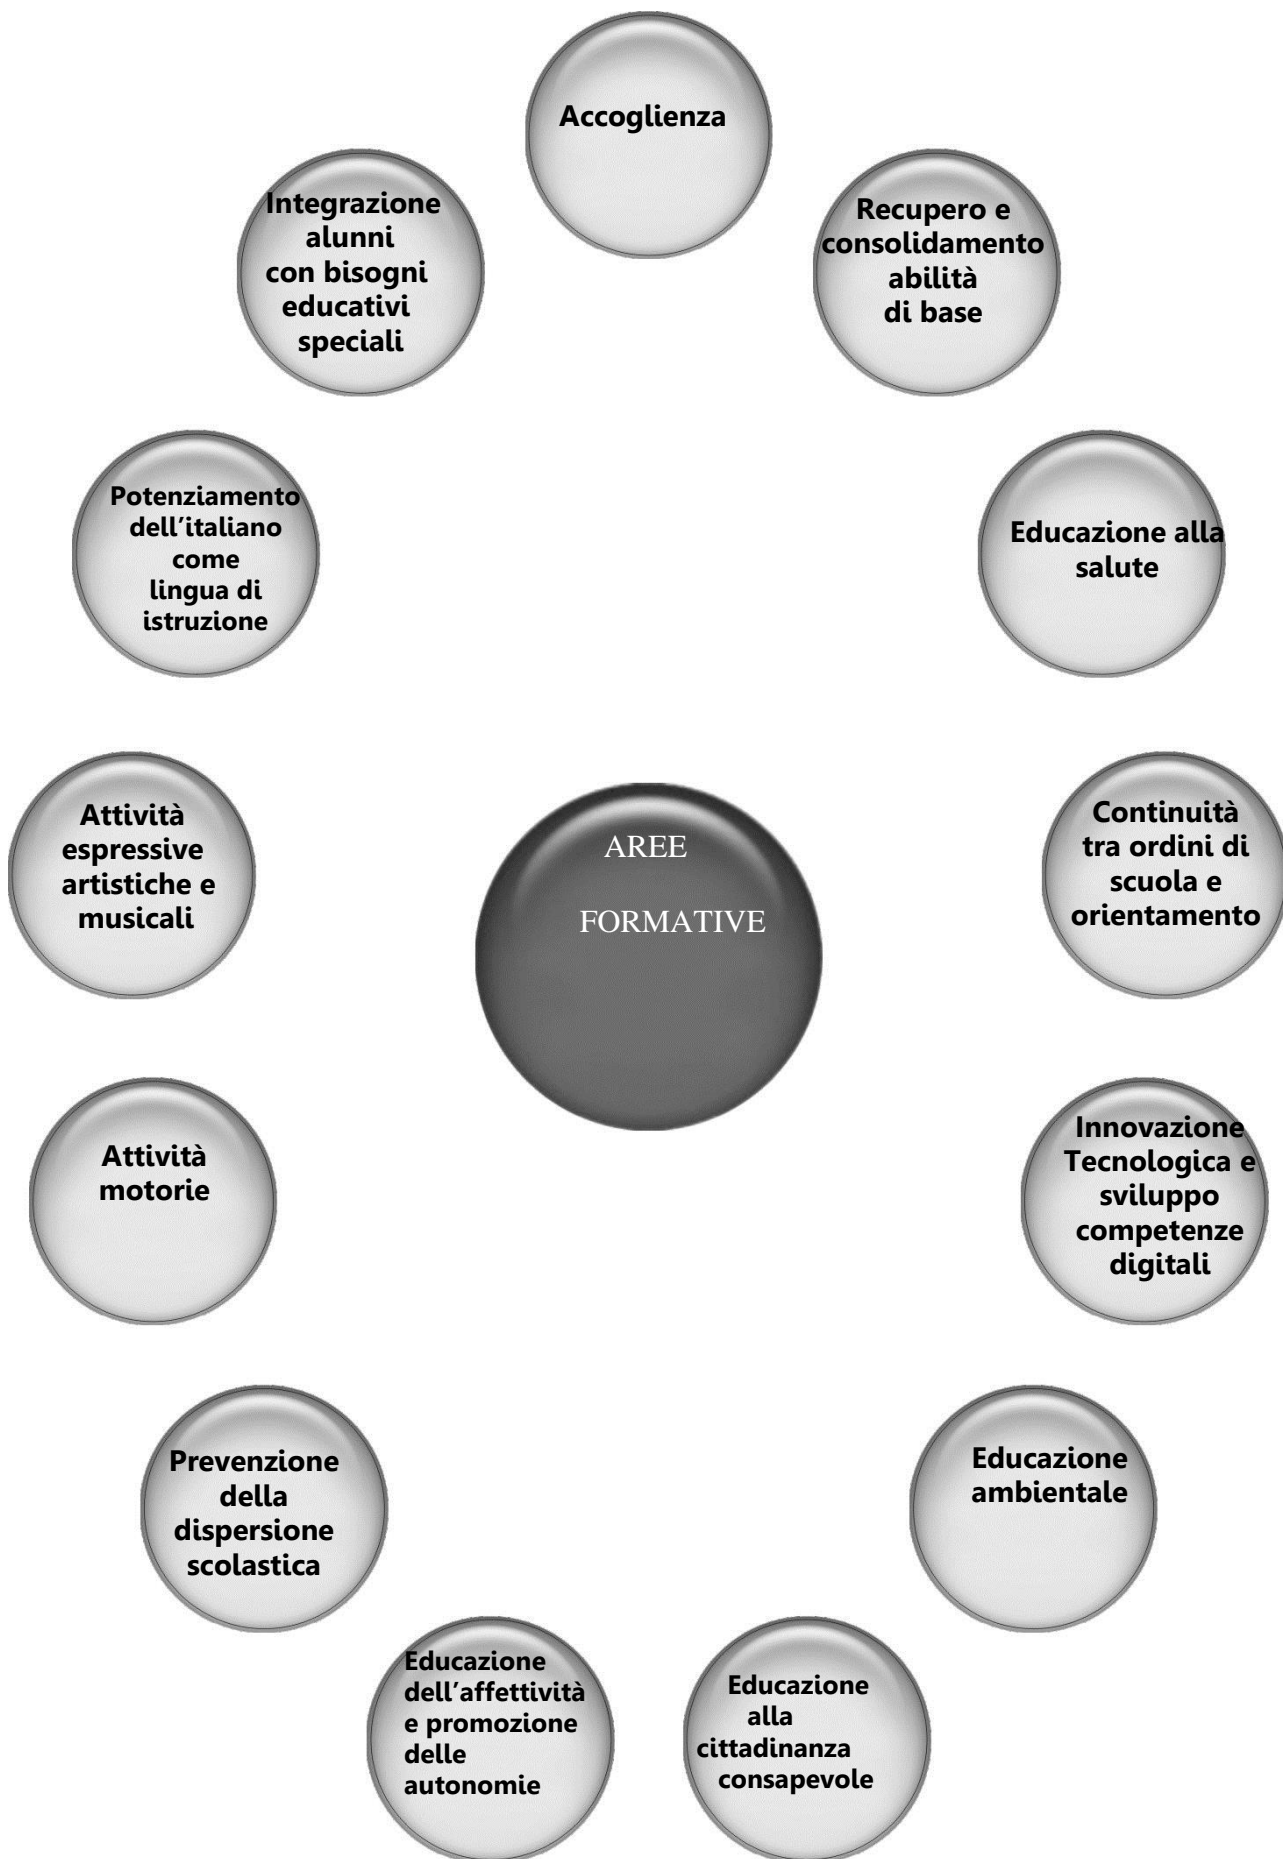 Accoglienza
Recupero e
consolidamento
abilità
di base
Educazione alla
salute
Continuità
tra ordini di
scuola e
orientamento
Innovazione
Tecnologica e
sviluppo
competenze
digitali
Educazione
ambientale
Educazione
alla
cittadinanza
consapevole
Educazione
dell’affettività
e promozione
delle
autonomie
Prevenzione
della
dispersione
scolastica
Attività
motorie
Attività
espressive
artistiche e
musicali
Potenziamento
dell’italiano
come
lingua di
istruzione
Integrazione
alunni
con bisogni
educativi
speciali
AREE
FORMATIVE